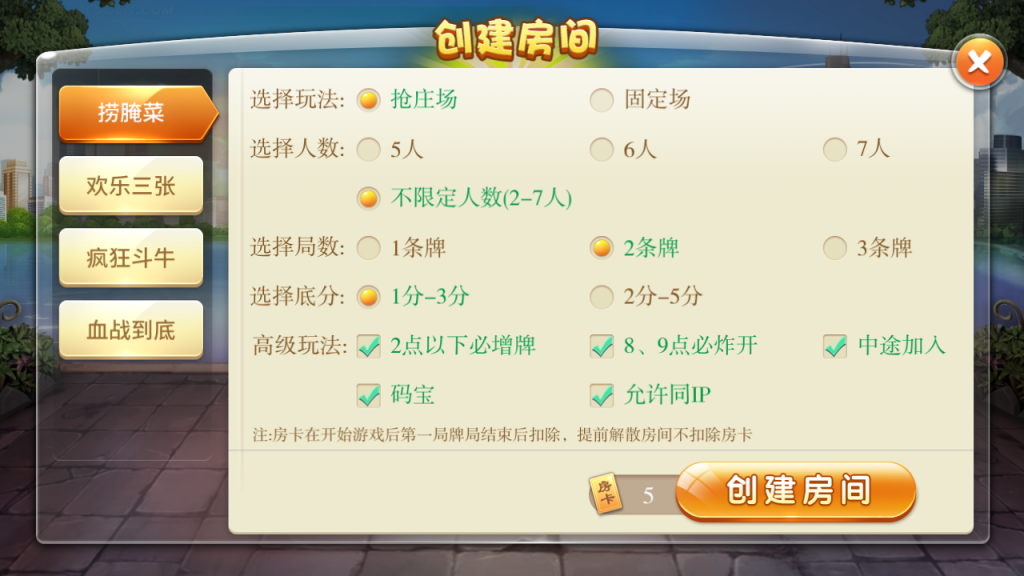 创建房间
捞腌菜
欢乐三张
疯狂斗牛
血战到底
选择玩法: 抢庄场 固定场
选择人数: 5人 6人 7人
不限定人数(2-7人)
选择局数: 1条牌 2条牌 3条牌
选择底分: 1分-3分 2分-5分
高级玩法: 2点以下必增牌 8、9点必炸开 中途加入
码宝 允许同IP
注:房卡在开始游戏后第一局牌局结束后扣除，提前解散房间不扣除房卡
房卡 5 创建房间